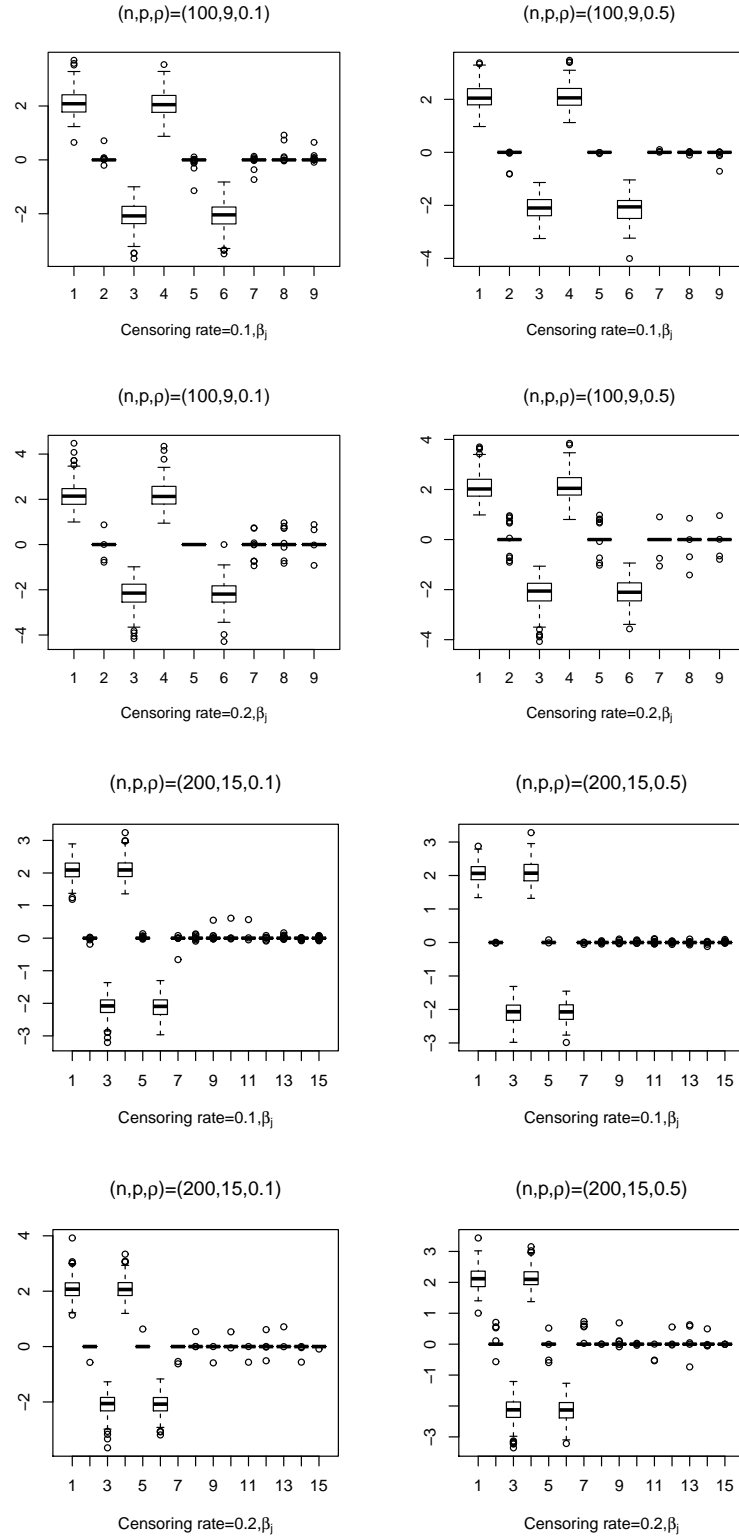 (n,p,ρ)=(100,9,0.1)
2
0
−2
1 2 3 4 5 6 7 8 9
Censoring rate=0.1,βj
(n,p,ρ)=(100,9,0.5)
4
2
0
−2
−4
1 2 3 4 5 6 7 8 9
Censoring rate=0.1,βj
(n,p,ρ)=(100,9,0.1)
4
2
0
−2
−4
1 2 3 4 5 6 7 8 9
Censoring rate=0.2,βj
(n,p,ρ)=(100,9,0.5)
4
2
0
−2
−4
1 2 3 4 5 6 7 8 9
Censoring rate=0.2,βj
(n,p,ρ)=(200,15,0.1)
3
2
1
0
−1
−2
−3
1 3 5 7 9 11 13 15
Censoring rate=0.1,βj
(n,p,ρ)=(200,15,0.5)
3
2
1
0
−1
−2
−3
1 3 5 7 9 11 13 15
Censoring rate=0.1,βj
(n,p,ρ)=(200,15,0.1)
4
2
0
−2
1 3 5 7 9 11 13 15
Censoring rate=0.2,βj
(n,p,ρ)=(200,15,0.5)
3
2
1
0
−1
−3
1 3 5 7 9 11 13 15
Censoring rate=0.2,βj